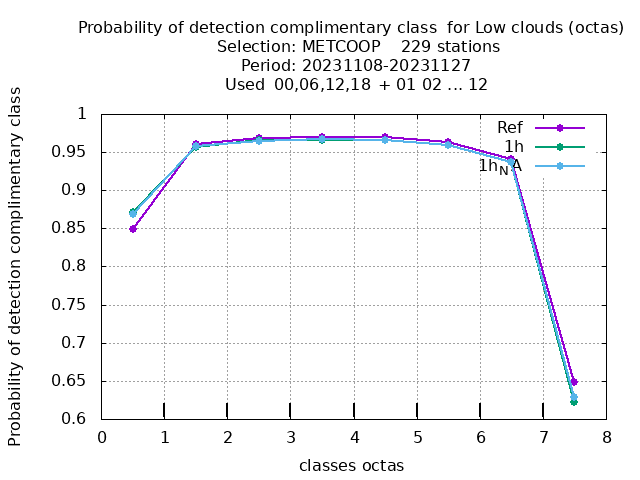 Probability of detection complimentary class  for Low clouds (octas)
Selection: METCOOP    229 stations
Period: 20231108-20231127
Used  00,06,12,18 + 01 02 ... 12
Probability of detection complimentary class
1
0.95
0.9
0.85
0.8
0.75
0.7
0.65
0.6
Ref
1h
1h_NA
0 1 2 3 4 5 6 7 8
classes octas